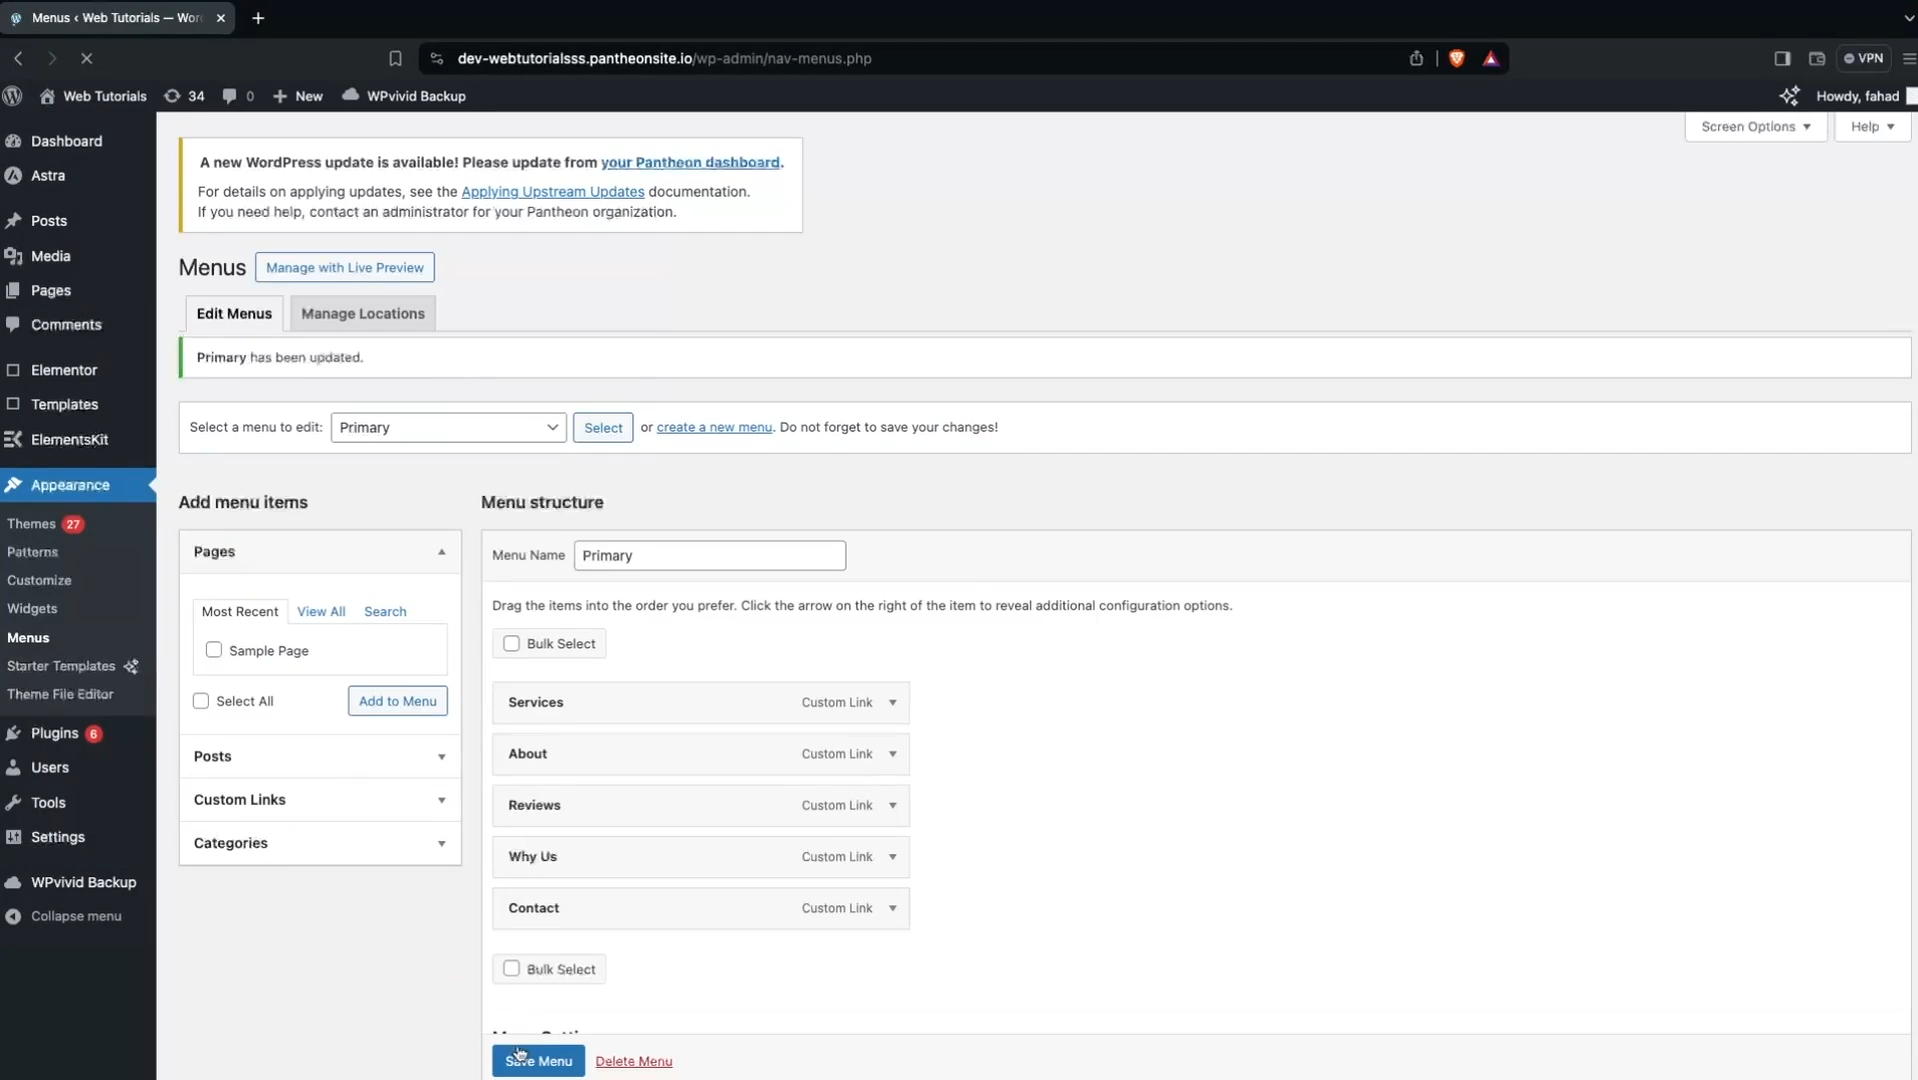 Menus ‹ Web Tutorials — Wor
dev-webtutorialsss.pantheonsite.io/wp-admin/nav-menus.php
VPN
Web Tutorials
34
0
New
WPvivid Backup
Howdy, fahad
Screen Options
Help
Dashboard
Astra
Posts
Media
Pages
Comments
Elementor
Templates
ElementsKit
Appearance
Themes 27
Patterns
Customize
Widgets
Menus
Starter Templates
Theme File Editor
Plugins 6
Users
Tools
Settings
WPvivid Backup
Collapse menu
A new WordPress update is available! Please update from your Pantheon dashboard.
For details on applying updates, see the Applying Upstream Updates documentation.
If you need help, contact an administrator for your Pantheon organization.
Menus
Manage with Live Preview
Edit Menus
Manage Locations
Primary has been updated.
Select a menu to edit: Primary Select or create a new menu. Do not forget to save your changes!
Add menu items
Pages
Most Recent
View All
Search
Sample Page
Select All
Add to Menu
Posts
Custom Links
Categories
Menu structure
Menu Name Primary
Drag the items into the order you prefer. Click the arrow on the right of the item to reveal additional configuration options.
Bulk Select
Services Custom Link
About Custom Link
Reviews Custom Link
Why Us Custom Link
Contact Custom Link
Bulk Select
Save Menu
Delete Menu